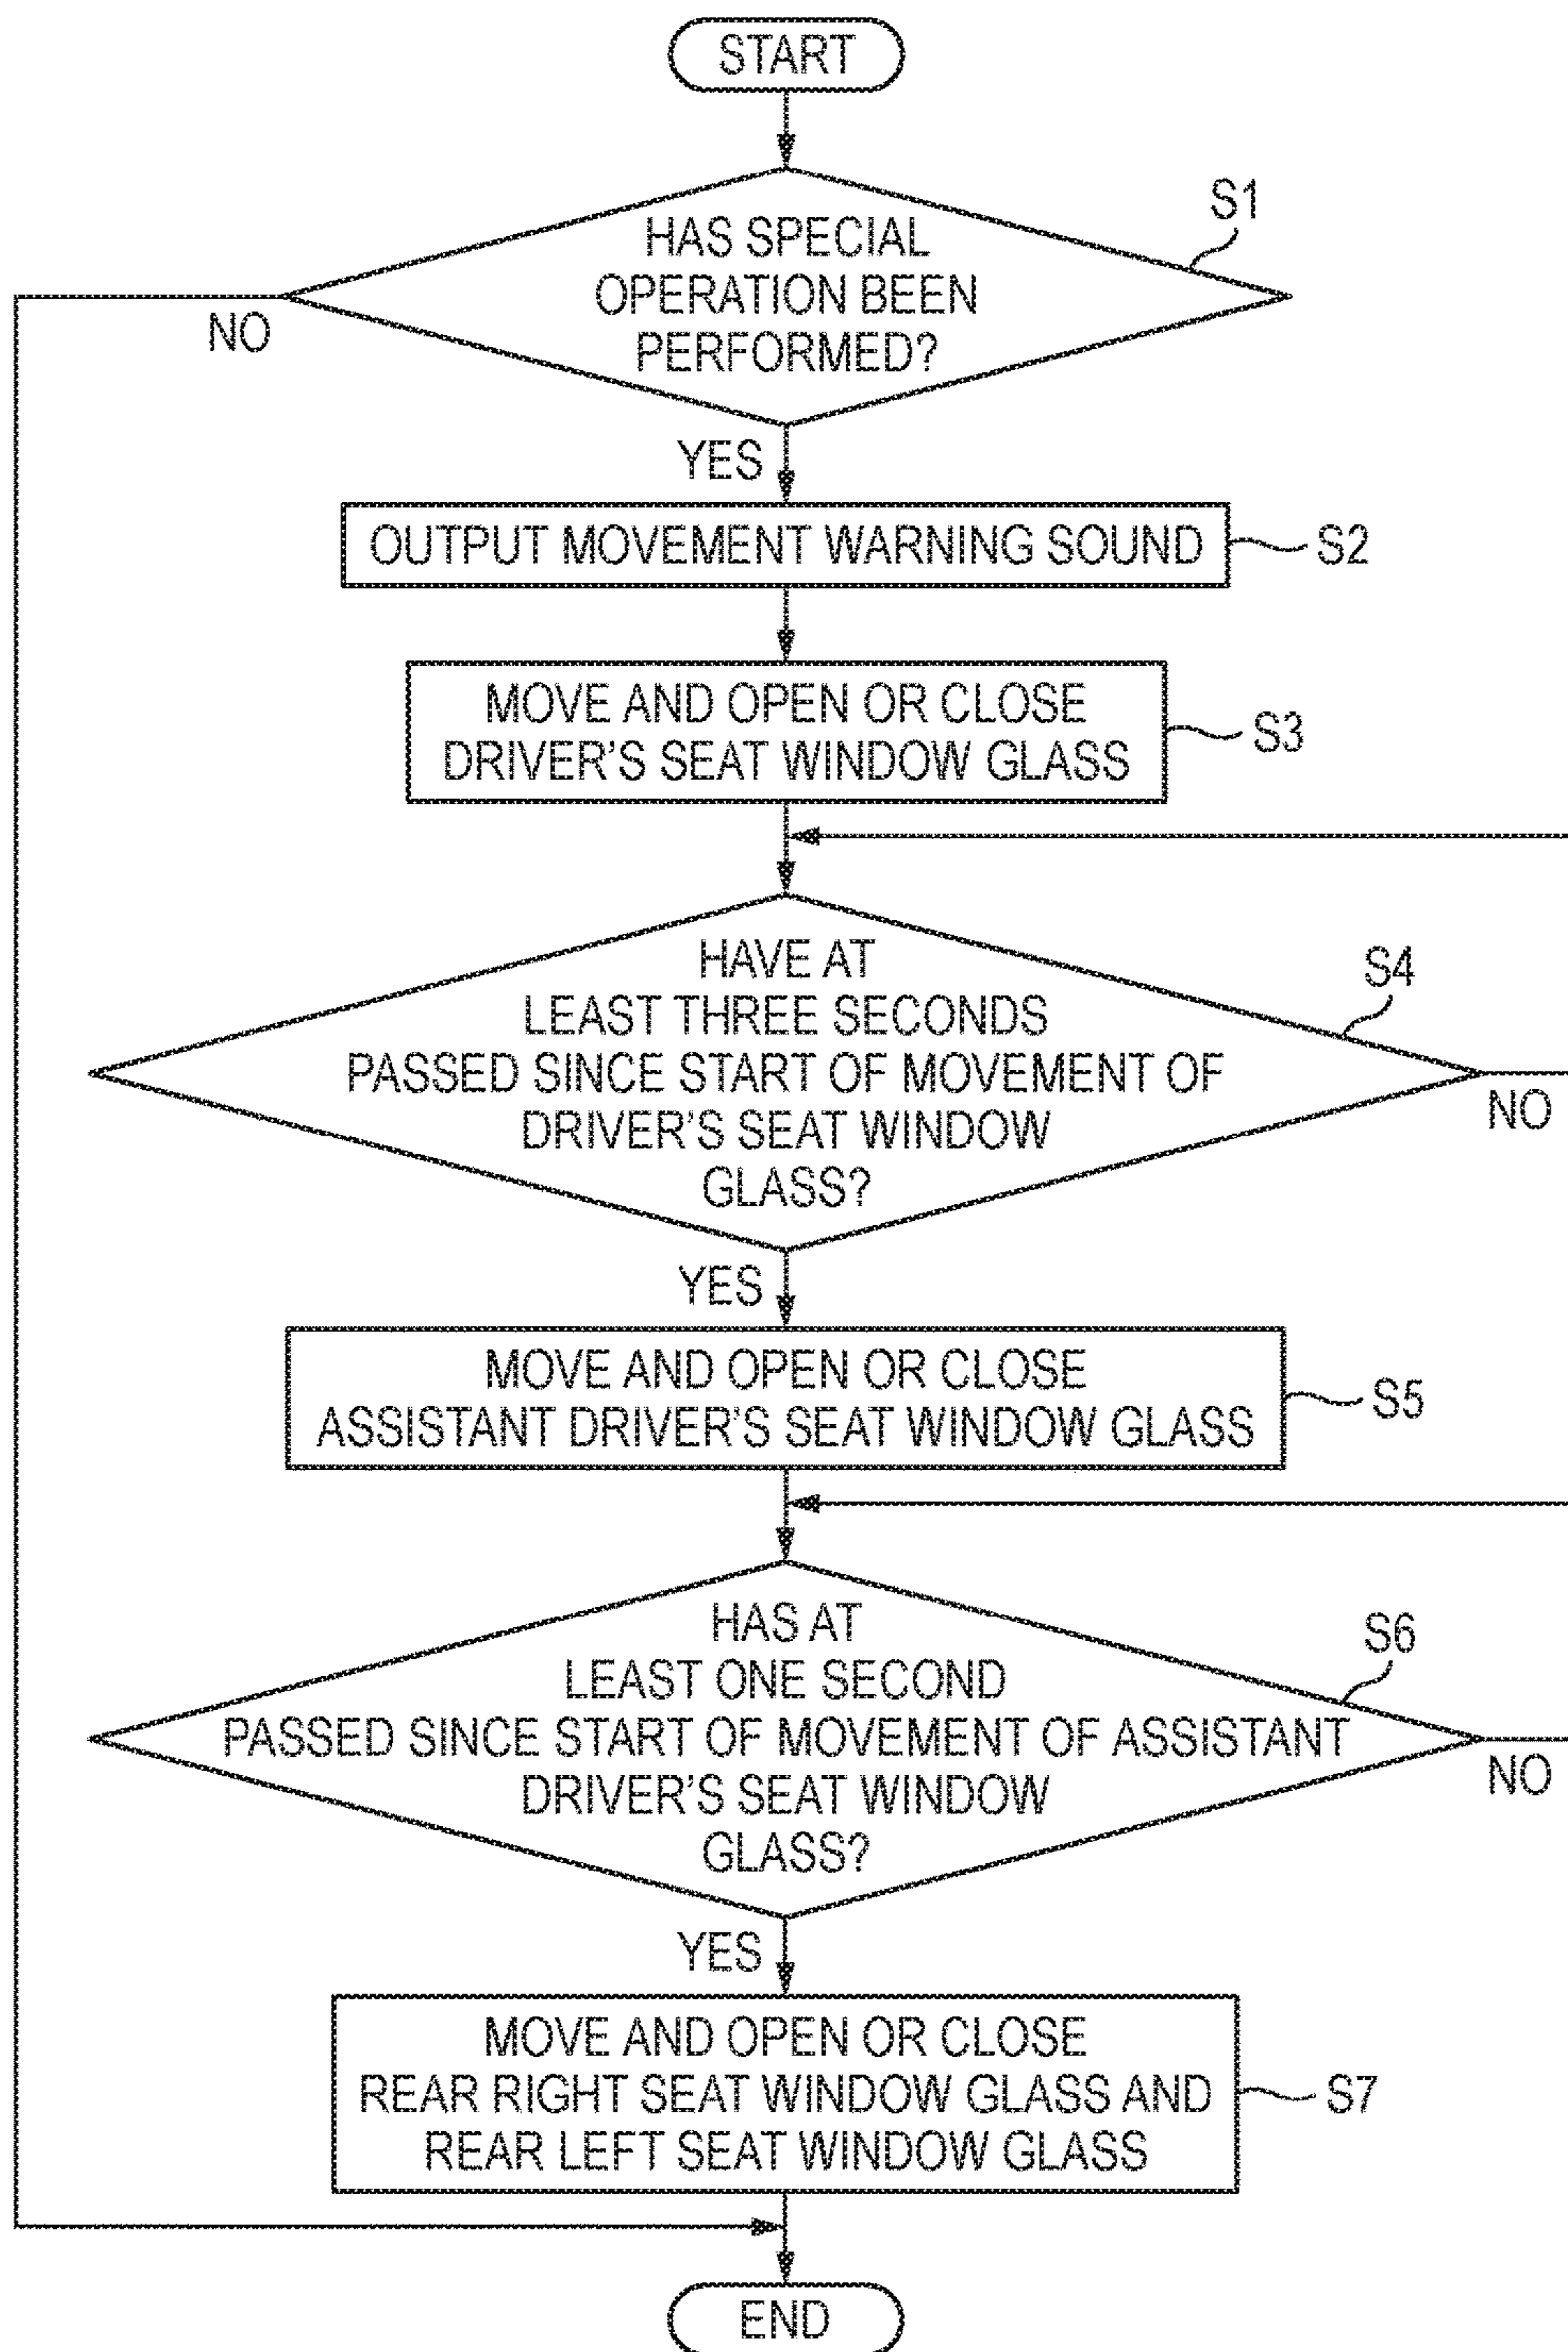 START
S1
HAS SPECIAL
OPERATION BEEN
PERFORMED?
NO
YES
OUTPUT MOVEMENT WARNING SOUND
S2
MOVE AND OPEN OR CLOSE
DRIVER'S SEAT WINDOW GLASS
S3
HAVE AT
LEAST THREE SECONDS
PASSED SINCE START OF MOVEMENT OF
DRIVER'S SEAT WINDOW
GLASS?
S4
NO
YES
MOVE AND OPEN OR CLOSE
ASSISTANT DRIVER'S SEAT WINDOW GLASS
S5
HAS AT
LEAST ONE SECOND
PASSED SINCE START OF MOVEMENT OF ASSISTANT
DRIVER'S SEAT WINDOW
GLASS?
S6
NO
YES
MOVE AND OPEN OR CLOSE
REAR RIGHT SEAT WINDOW GLASS AND
REAR LEFT SEAT WINDOW GLASS
S7
END